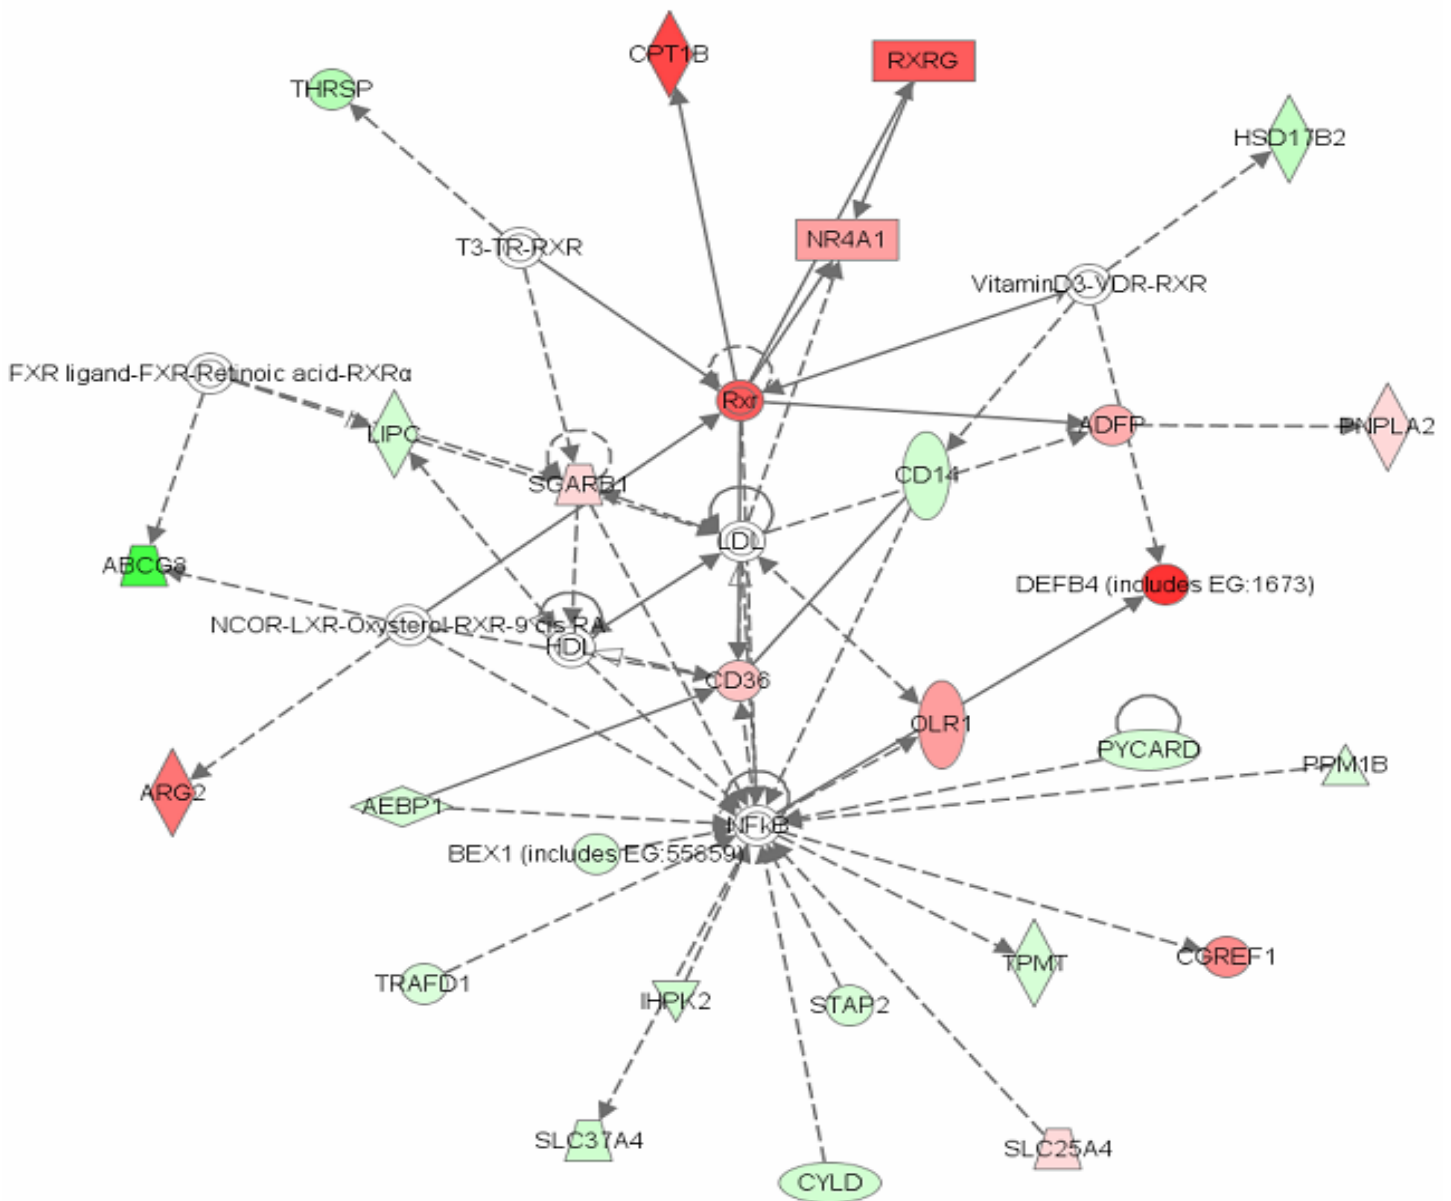 CPT1B
RXRG
THRSP
HSD17B2
NR4A1
T3-TR-RXR
VitaminD3-VDR-RXR
FXR ligand-FXR-Retinoic acid-RXRα
Rxr
ADFP
PNPLA2
LIPC
CD14
SCARB1
LDL
ABCG8
DEFB4 (includes EG:1673)
NCOR-LXR-Oxysterol-RXR-9 cis RA
HDL
CD36
OLR1
PYCARD
PPM1B
ARG2
AEBP1
NFkB
BEX1 (includes EG:55859)
TPMT
CGREF1
TRAFD1
IHPK2
STAP2
SLC37A4
SLC25A4
CYLD